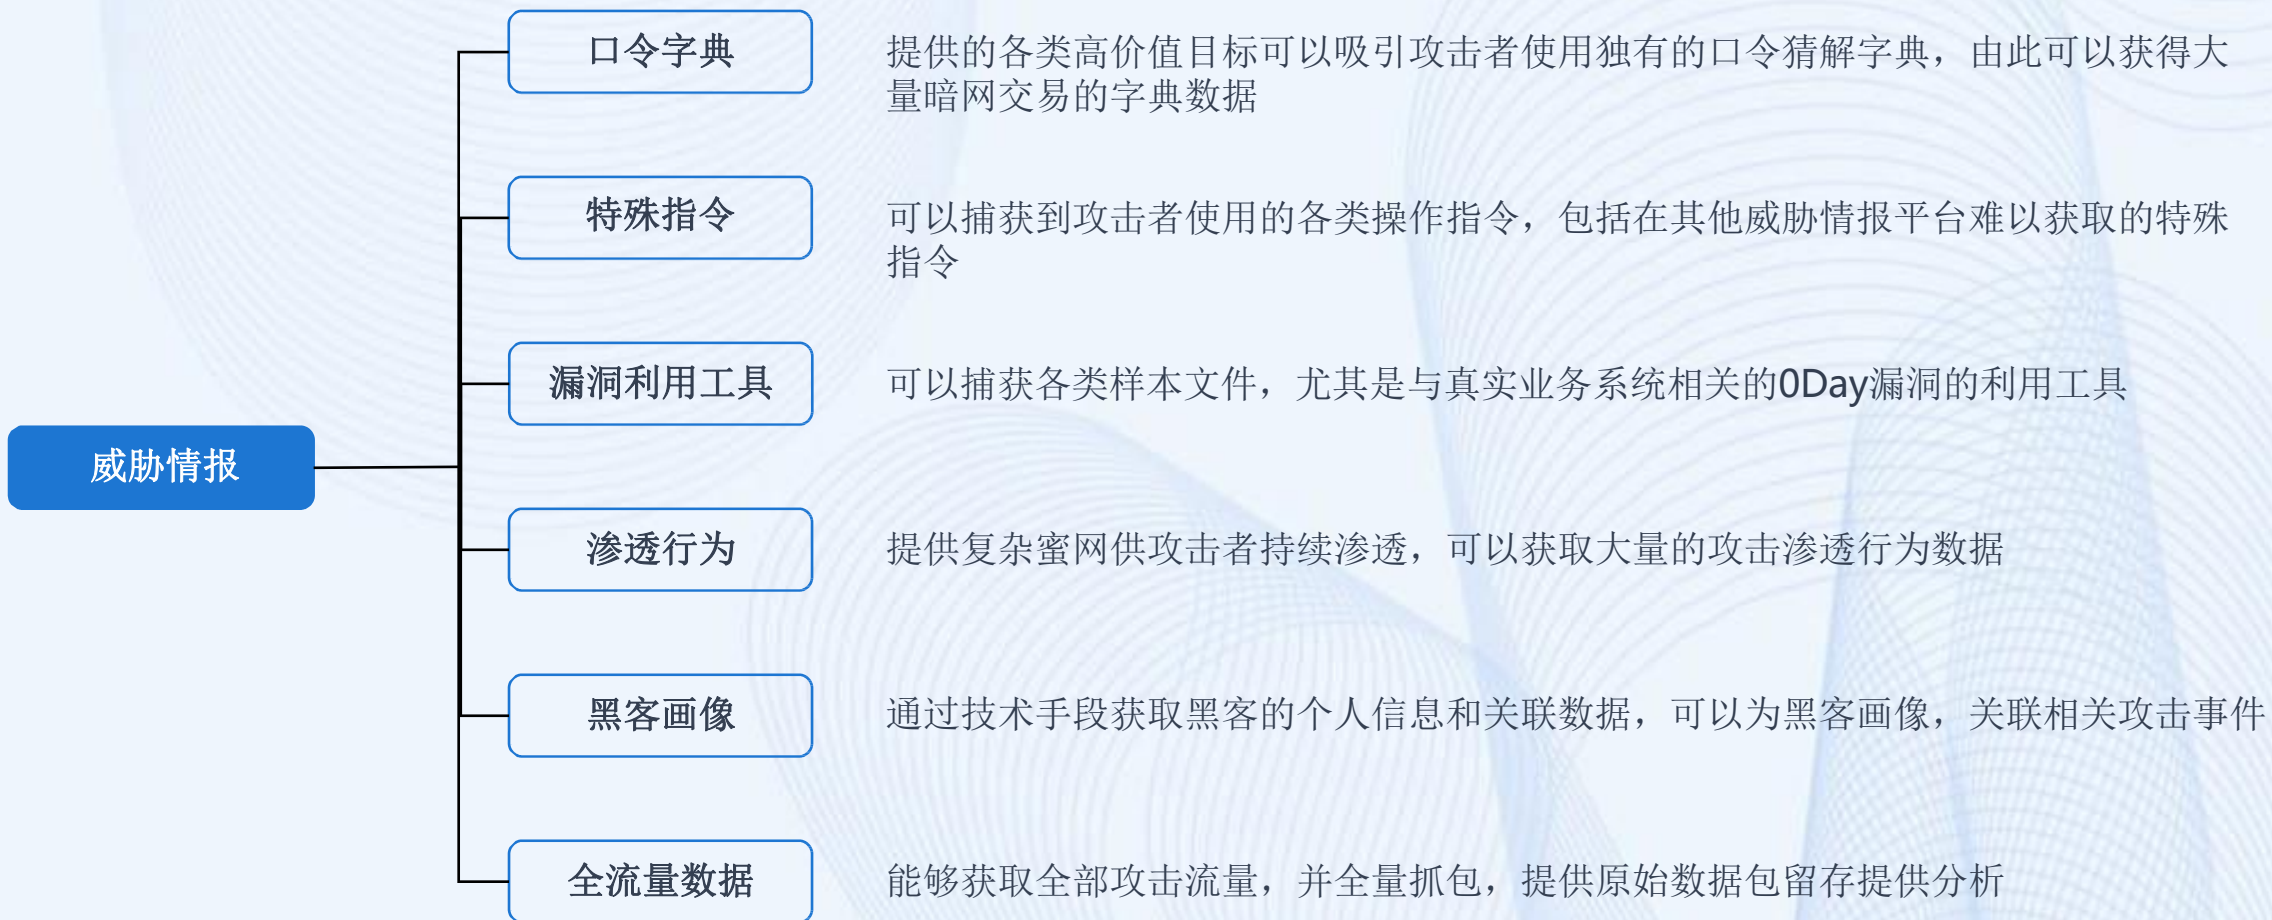 口令字典
提供的各类高价值目标可以吸引攻击者使用独有的口令猜解字典，由此可以获得大
量暗网交易的字典数据
特殊指令
可以捕获到攻击者使用的各类操作指令，包括在其他威胁情报平台难以获取的特殊
指令
漏洞利用工具
可以捕获各类样本文件，尤其是与真实业务系统相关的0Day漏洞的利用工具
威胁情报
渗透行为
提供复杂蜜网供攻击者持续渗透，可以获取大量的攻击渗透行为数据
黑客画像
通过技术手段获取黑客的个人信息和关联数据，可以为黑客画像，关联相关攻击事件
全流量数据
能够获取全部攻击流量，并全量抓包，提供原始数据包留存提供分析